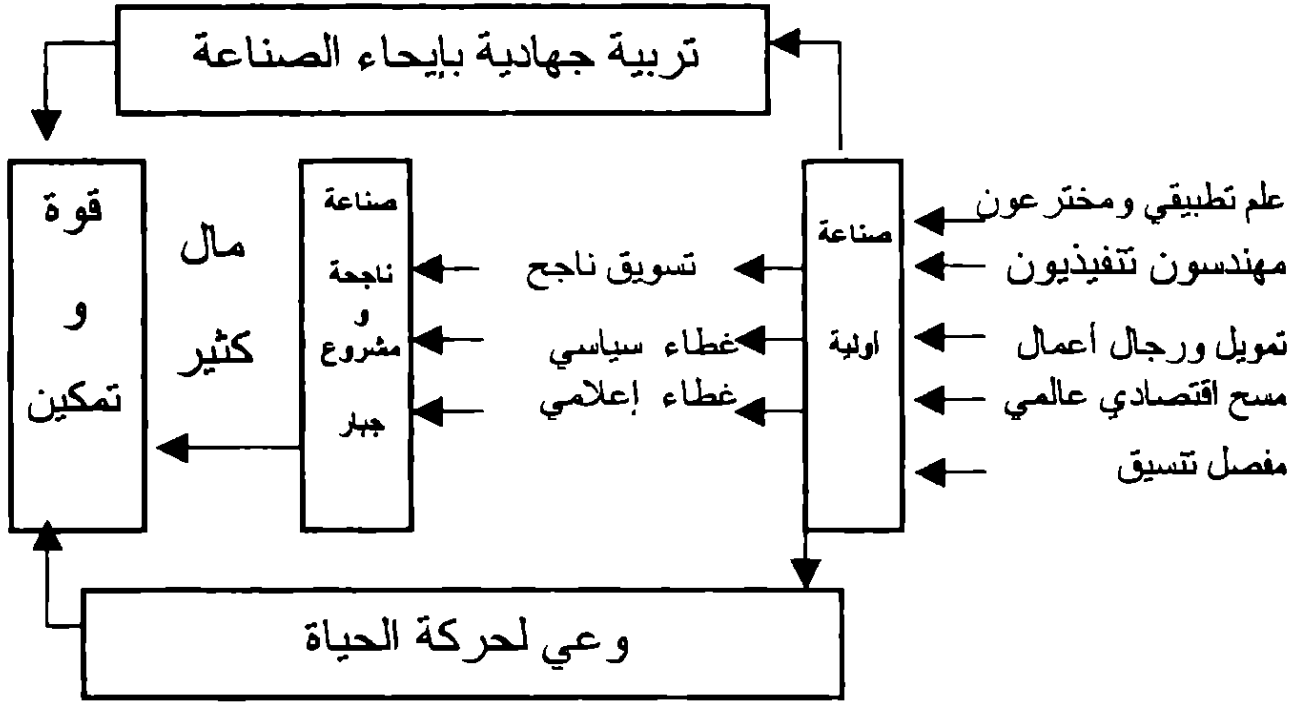 تربية جهادية بإيحاء الصناعة
علم تطبيقي ومخترعون
مهندسون تنفيذيون
تمويل ورجال أعمال
مسح اقتصادي عالمي
مفصل تنسيق
صناعة
أولية
تسويق ناجح
غطاء سياسي
غطاء إعلامي
صناعة
ناجحة
و
مشروع
جبار
مال
كثير
قوة
و
تمكين
وعي لحركة الحياة